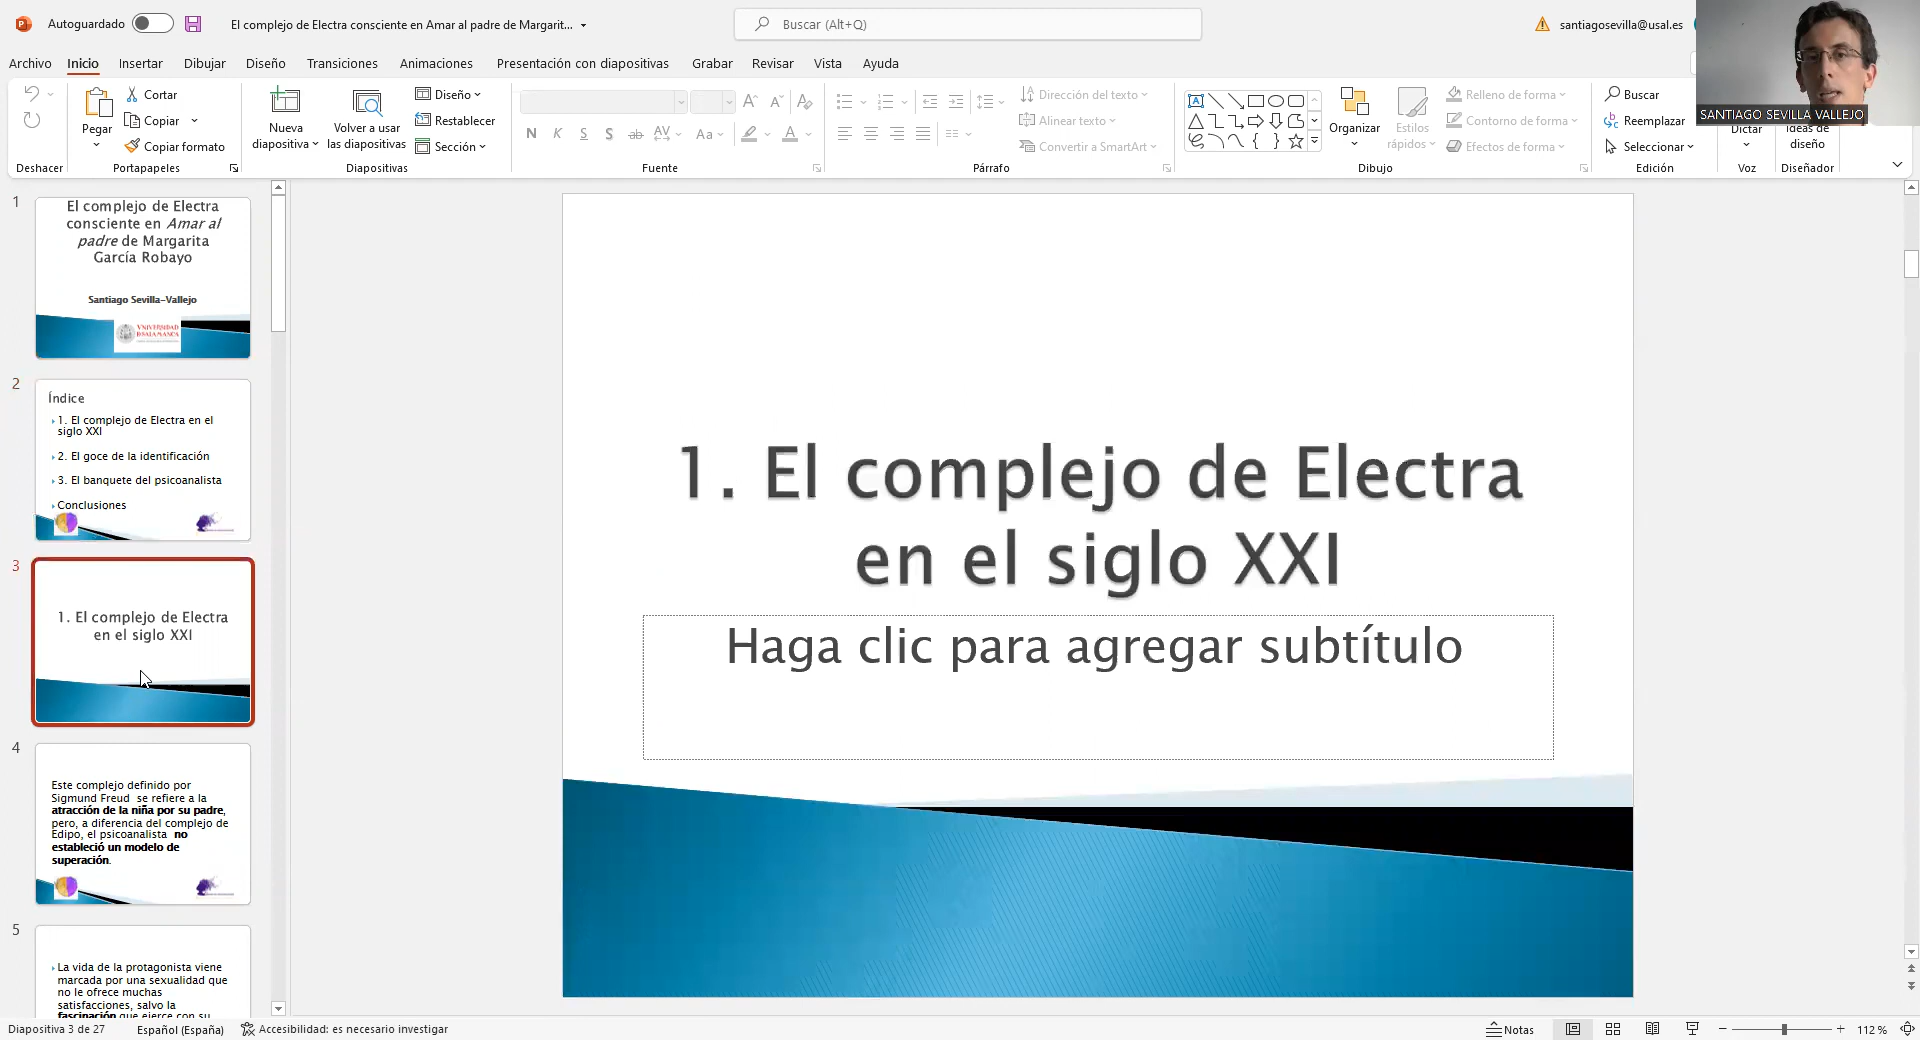 Autoguardado
El complejo de Electra consciente en Amar al padre de Margarit...
Buscar (Alt+Q)
santiagosevilla@usal.es
SANTIAGO SEVILLA VALLEJO
Archivo
Inicio
Insertar
Dibujar
Diseño
Transiciones
Animaciones
Presentación con diapositivas
Grabar
Revisar
Vista
Ayuda
Deshacer
Pegar
Cortar
Copiar
Copiar formato
Portapapeles
Nueva
diapositiva
Volver a usar
las diapositivas
Diseño
Restablecer
Sección
Diapositivas
N K S S ab AV Aa A
Fuente
Dirección del texto
Alinear texto
Convertir a SmartArt
Párrafo
Organizar
Estilos
rápidos
Relleno de forma
Contorno de forma
Efectos de forma
Dibujo
Buscar
Reemplazar
Seleccionar
Edición
Dictar
Voz
Ideas de
diseño
Diseñador
1
El complejo de Electra
consciente en Amar al
padre de Margarita
García Robayo
Santiago Sevilla-Vallejo
VNIVERSIDAD
D SALAMANCA
2
Índice
1. El complejo de Electra en el
siglo XXI
2. El goce de la identificación
3. El banquete del psicoanalista
Conclusiones
3
1. El complejo de Electra
en el siglo XXI
4
Este complejo definido por
Sigmund Freud se refiere a la
atracción de la niña por su padre,
pero, a diferencia del complejo de
Edipo, el psicoanalista no
estableció un modelo de
superación.
5
La vida de la protagonista viene
marcada por una sexualidad que
no le ofrece muchas
satisfacciones, salvo la
fascinación que ejerce con su
1. El complejo de Electra
en el siglo XXI
Haga clic para agregar subtítulo
Diapositiva 3 de 27
Español (España)
Accesibilidad: es necesario investigar
Notas
112 %